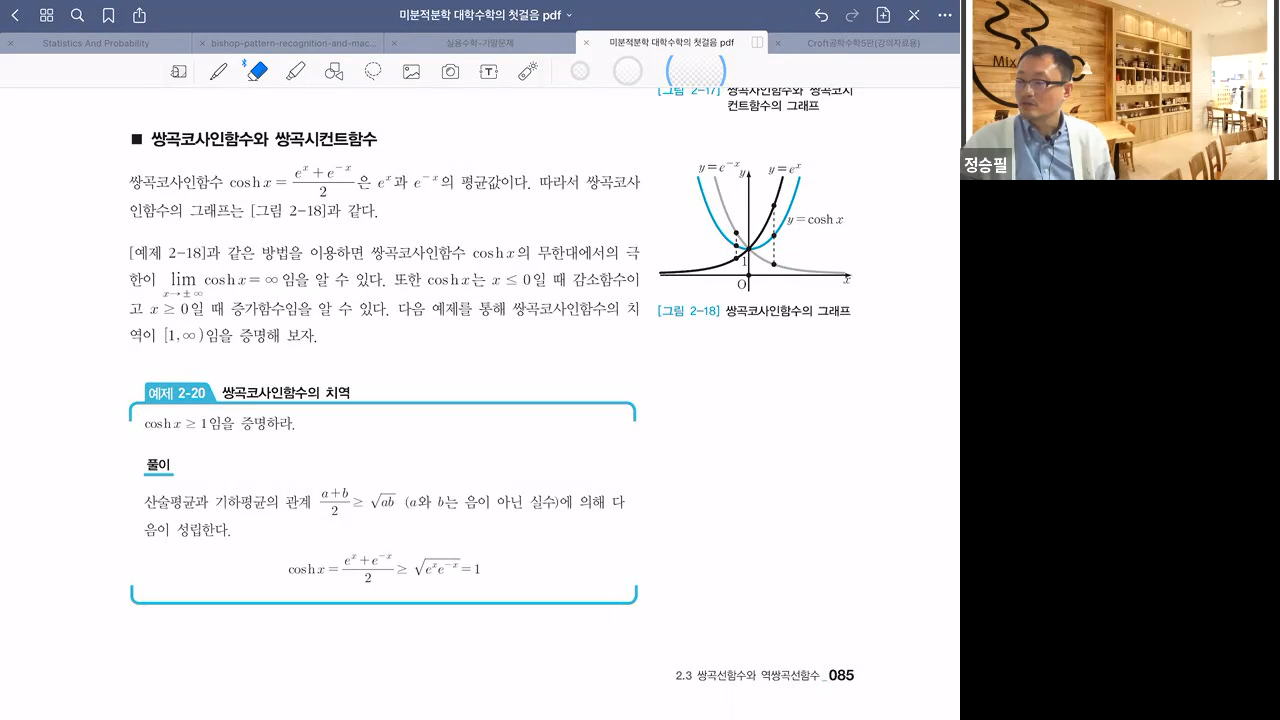 미분적분학 대학수학의 첫걸음 pdf
Statistics And Probability
bishop-pattern-recognition-and-mac...
실용수학-기말문제
미분적분학 대학수학의 첫걸음 pdf
Croft공학수학5판(강의자료용)
[그림 2-17] 쌍곡사인함수와 쌍곡코시
컨트함수의 그래프
■ 쌍곡코사인함수와 쌍곡시컨트함수
쌍곡코사인함수 cosh x = (e^x + e^{-x})/2 은 e^x과 e^{-x}의 평균값이다. 따라서 쌍곡코사
인함수의 그래프는 [그림 2-18]과 같다.
[예제 2-18]과 같은 방법을 이용하면 쌍곡코사인함수 cosh x의 무한대에서의 극
한이 lim_{x→±∞} cosh x = ∞임을 알 수 있다. 또한 cosh x는 x ≤ 0일 때 감소함수이
고 x ≥ 0일 때 증가함수임을 알 수 있다. 다음 예제를 통해 쌍곡코사인함수의 치
역이 [1, ∞)임을 증명해 보자.
y = e^{-x}
y
y = e^x
y = cosh x
1
O
x
[그림 2-18] 쌍곡코사인함수의 그래프
예제 2-20 쌍곡코사인함수의 치역
cosh x ≥ 1임을 증명하라.
풀이
산술평균과 기하평균의 관계 (a+b)/2 ≥ √ab (a와 b는 음이 아닌 실수)에 의해 다
음이 성립한다.
cosh x = (e^x + e^{-x})/2 ≥ √(e^x e^{-x}) = 1
2.3 쌍곡선함수와 역쌍곡선함수 _ 085
Mix
정승필